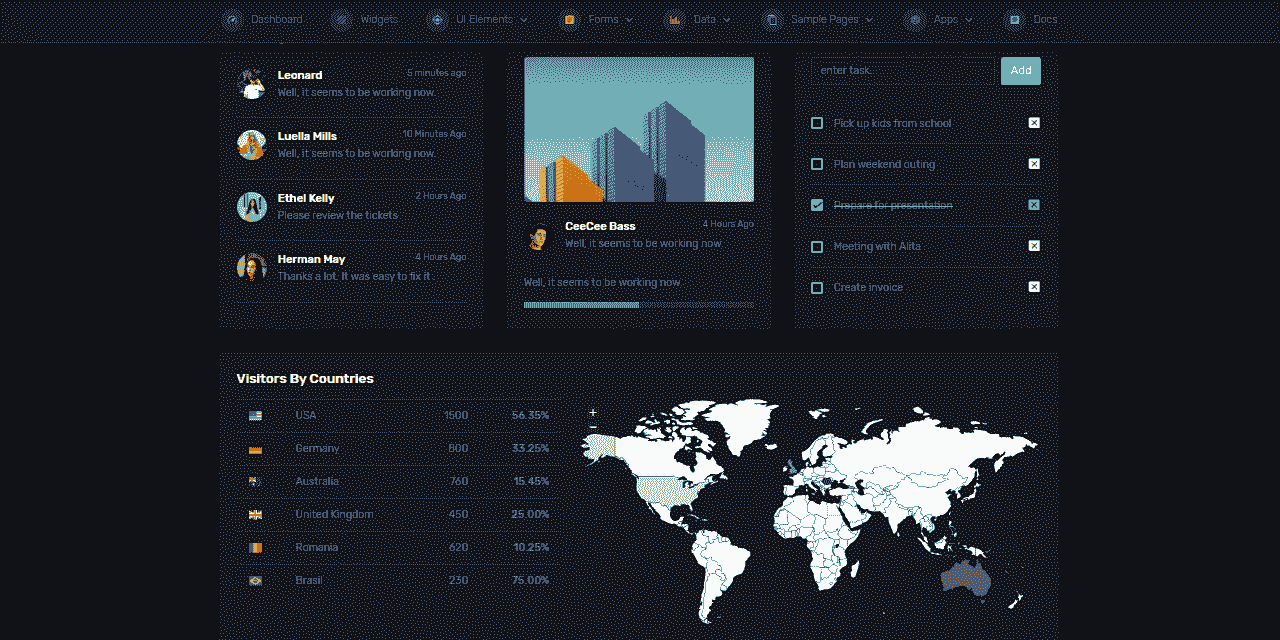 Dashboard Widgets UI Elements Forms Data Sample Pages Apps Docs
Leonard 5 minutes ago
Well, it seems to be working now.
Luella Mills 10 Minutes Ago
Well, it seems to be working now.
Ethel Kelly 2 Hours Ago
Please review the tickets
Herman May 4 Hours Ago
Thanks a lot. It was easy to fix it .
CeeCee Bass 4 Hours Ago
Well, it seems to be working now
Well, it seems to be working now
enter task.. Add
Pick up kids from school
Plan weekend outing
Prepare for presentation
Meeting with Alita
Create invoice
Visitors By Countries
USA 1500 56.35%
Germany 800 33.25%
Australia 760 15.45%
United Kingdom 450 25.00%
Romania 620 10.25%
Brasil 230 75.00%
+
−